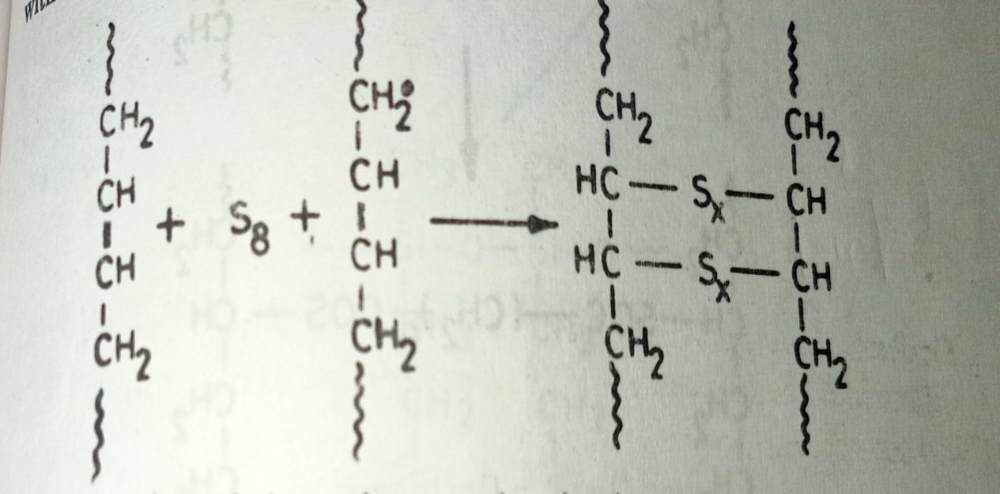 CH₂ CH₂• CH₂ CH₂
CH + S₈ + CH → HC — Sₓ — CH
CH CH HC — Sₓ — CH
CH₂ CH₂ CH₂ CH₂